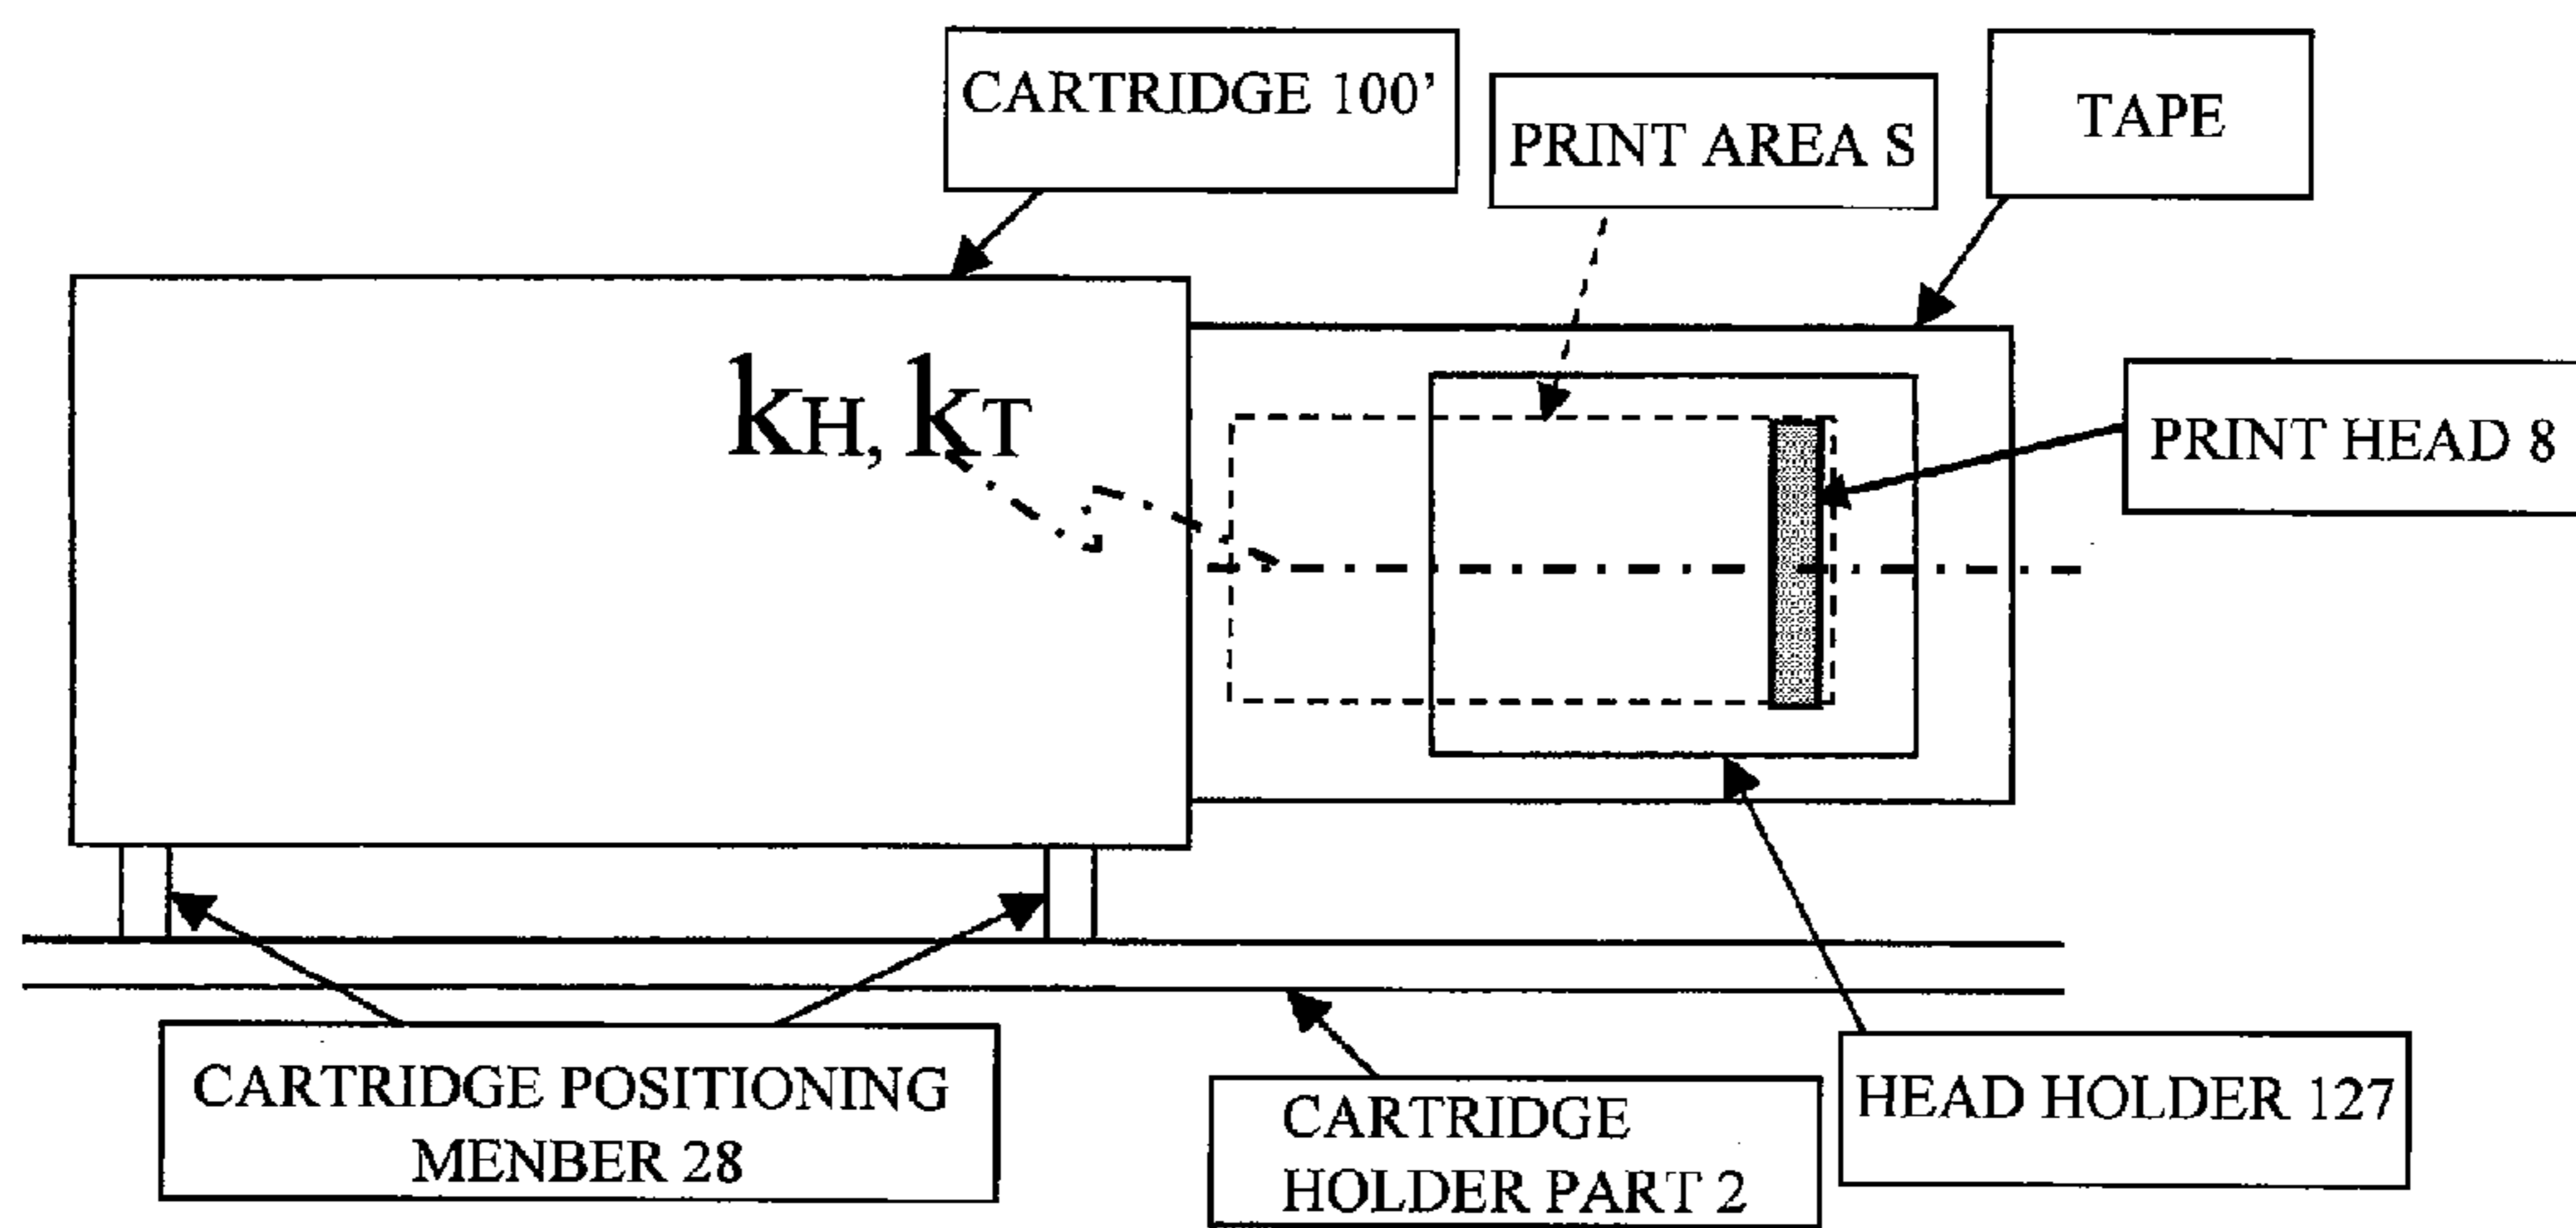 CARTRIDGE 100’
PRINT AREA S
TAPE
kH, kT
PRINT HEAD 8
CARTRIDGE POSITIONING
MENBER 28
CARTRIDGE
HOLDER PART 2
HEAD HOLDER 127